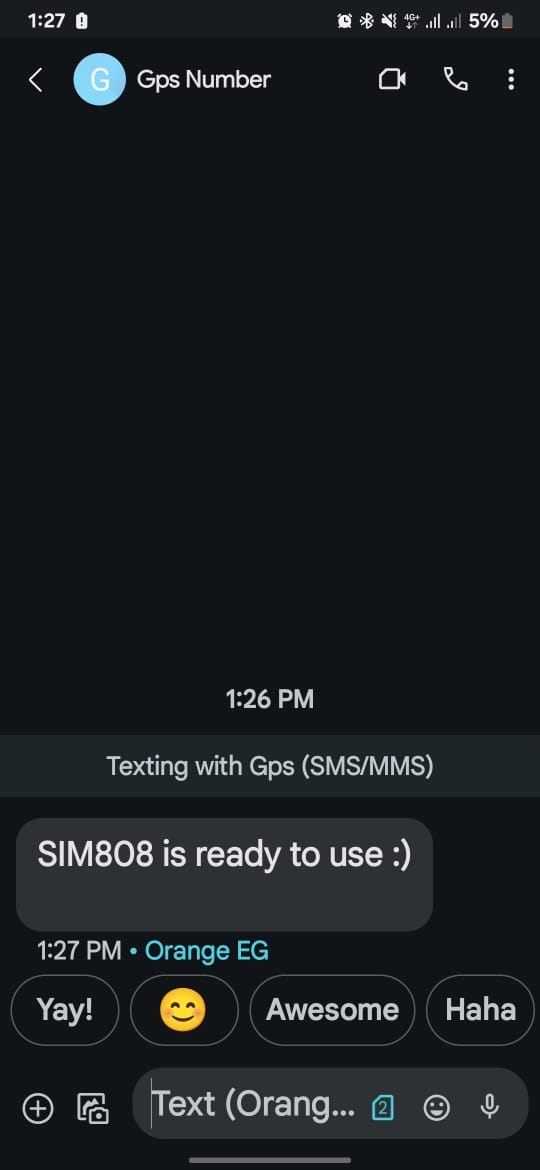 1:27
4G+
5%
G
Gps Number
1:26 PM
Texting with Gps (SMS/MMS)
SIM808 is ready to use :)
1:27 PM • Orange EG
Yay! 😊 Awesome Haha
Text (Orang... 2